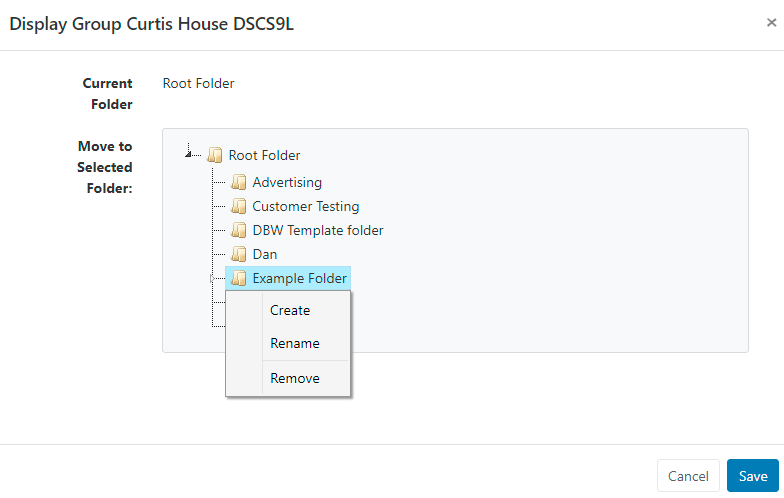 Display Group Curtis House DSCS9L
×
Current
Folder
Root Folder
Move to
Selected
Folder:
Root Folder
Advertising
Customer Testing
DBW Template folder
Dan
Example Folder
Create
Rename
Remove
Cancel
Save